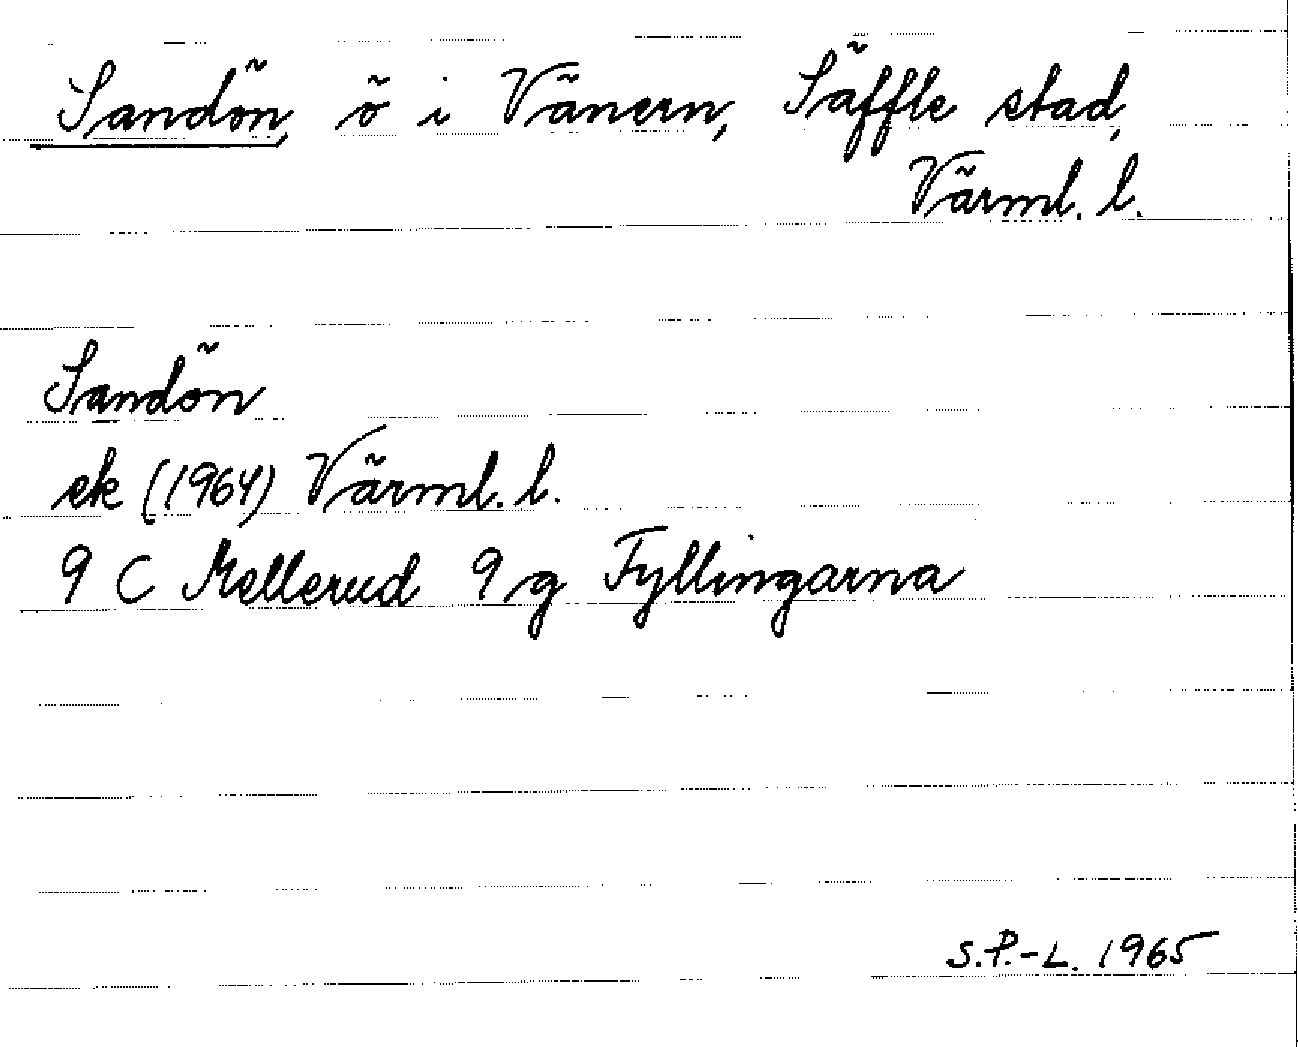 Sandön, ö i Vänern, Säffle stad,
Värml. l.
Sandön
ek (1964) Värml. l.
9 C Mellerud 9 g Fyllingarna
S.P.-L. 1965